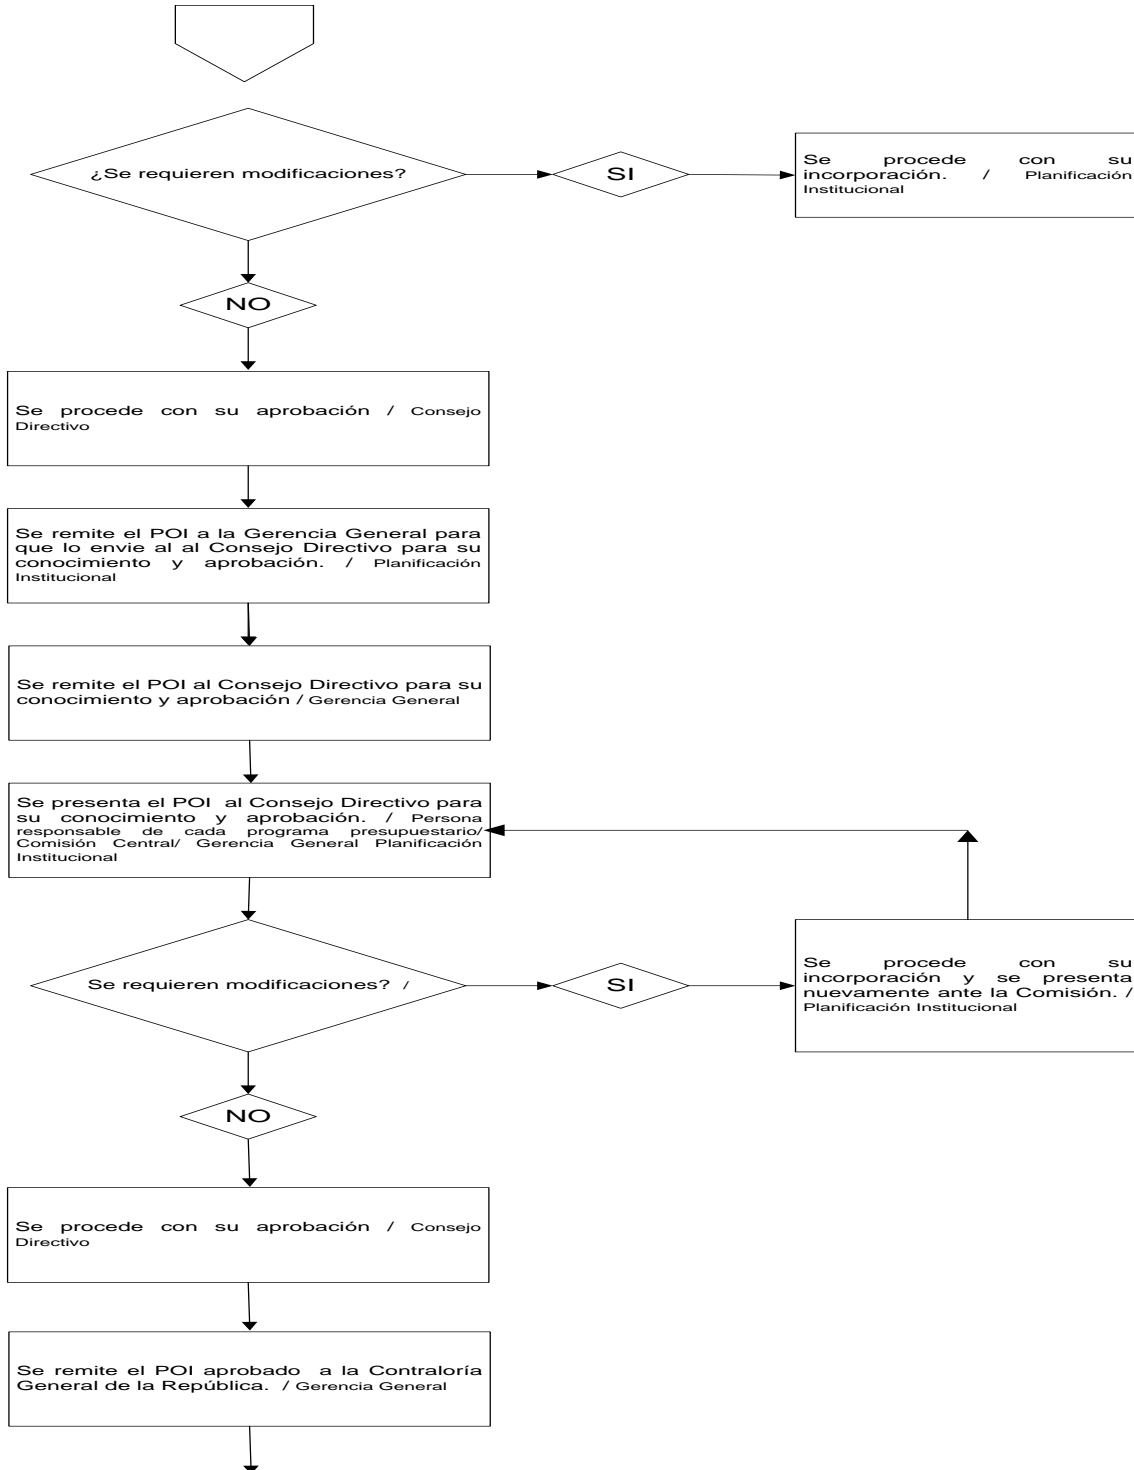 ¿Se requieren modificaciones?
SI
Se procede con su
incorporación. / Planificación
Institucional
NO
Se procede con su aprobación / Consejo
Directivo
Se remite el POI a la Gerencia General para
que lo envie al al Consejo Directivo para su
conocimiento y aprobación. / Planificación
Institucional
Se remite el POI al Consejo Directivo para su
conocimiento y aprobación / Gerencia General
Se presenta el POI al Consejo Directivo para
su conocimiento y aprobación. / Persona
responsable de cada programa presupuestario/
Comisión Central/ Gerencia General Planificación
Institucional
Se requieren modificaciones? /
SI
Se procede con su
incorporación y se presenta
nuevamente ante la Comisión. /
Planificación Institucional
NO
Se procede con su aprobación / Consejo
Directivo
Se remite el POI aprobado a la Contraloría
General de la República. / Gerencia General